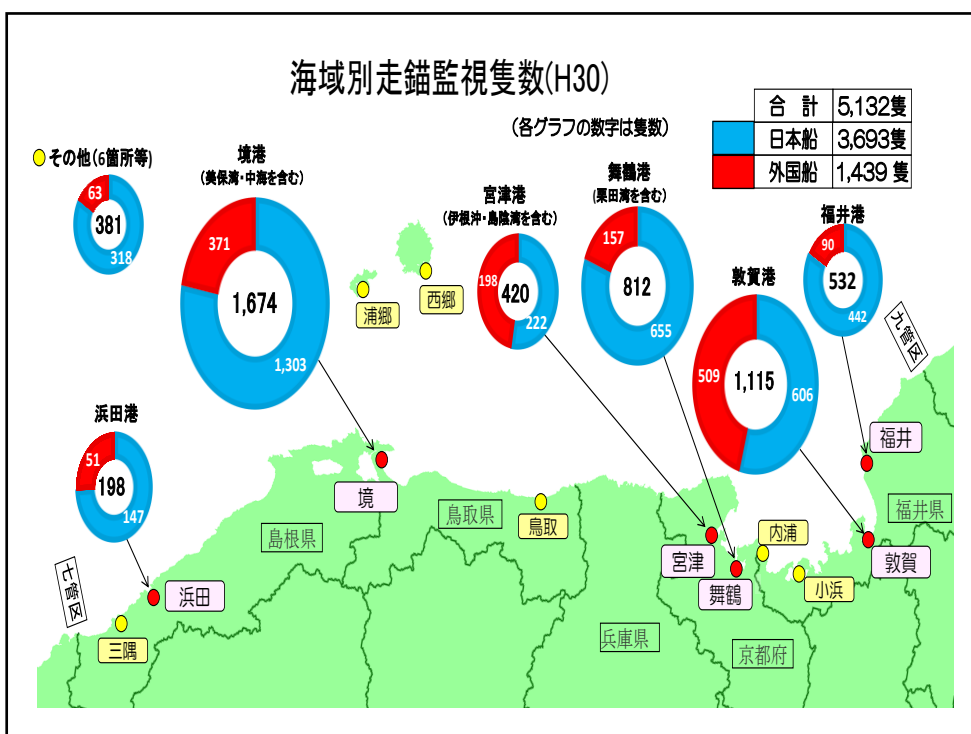 海域別走錨監視隻数(H30)
(各グラフの数字は隻数)
合 計 5,132隻
日本船 3,693隻
外国船 1,439 隻
その他(6箇所等)
63
381
318
境港
(美保湾・中海を含む)
371
1,674
1,303
宮津港
(伊根沖・島陰湾を含む)
198
420
222
舞鶴港
(栗田湾を含む)
157
812
655
敦賀港
509
1,115
606
福井港
90
532
442
浜田港
51
198
147
西郷
浦郷
九管区
七管区
福井
境
鳥取
島根県
鳥取県
福井県
宮津
内浦
敦賀
舞鶴
小浜
浜田
三隅
兵庫県
京都府